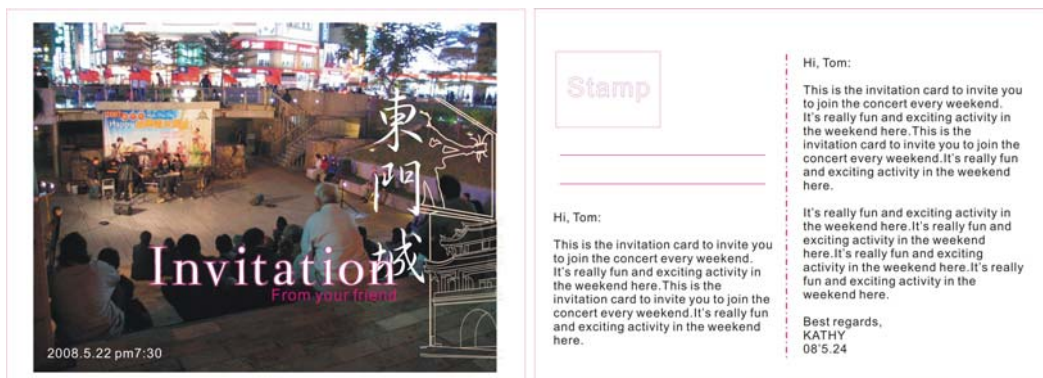 東門城
Invitation
From your friend
2008.5.22 pm7:30
Stamp
Hi, Tom:
This is the invitation card to invite you
to join the concert every weekend.
It's really fun and exciting activity in
the weekend here.This is the
invitation card to invite you to join the
concert every weekend.It's really fun
and exciting activity in the weekend
here.
Hi, Tom:
This is the invitation card to invite you
to join the concert every weekend.
It's really fun and exciting activity in
the weekend here.This is the
invitation card to invite you to join the
concert every weekend.It's really fun
and exciting activity in the weekend
here.
It's really fun and exciting activity in
the weekend here.It's really fun and
exciting activity in the weekend
here.It's really fun and exciting
activity in the weekend here.It's really
fun and exciting activity in the
weekend here.
Best regards,
KATHY
08'5.24